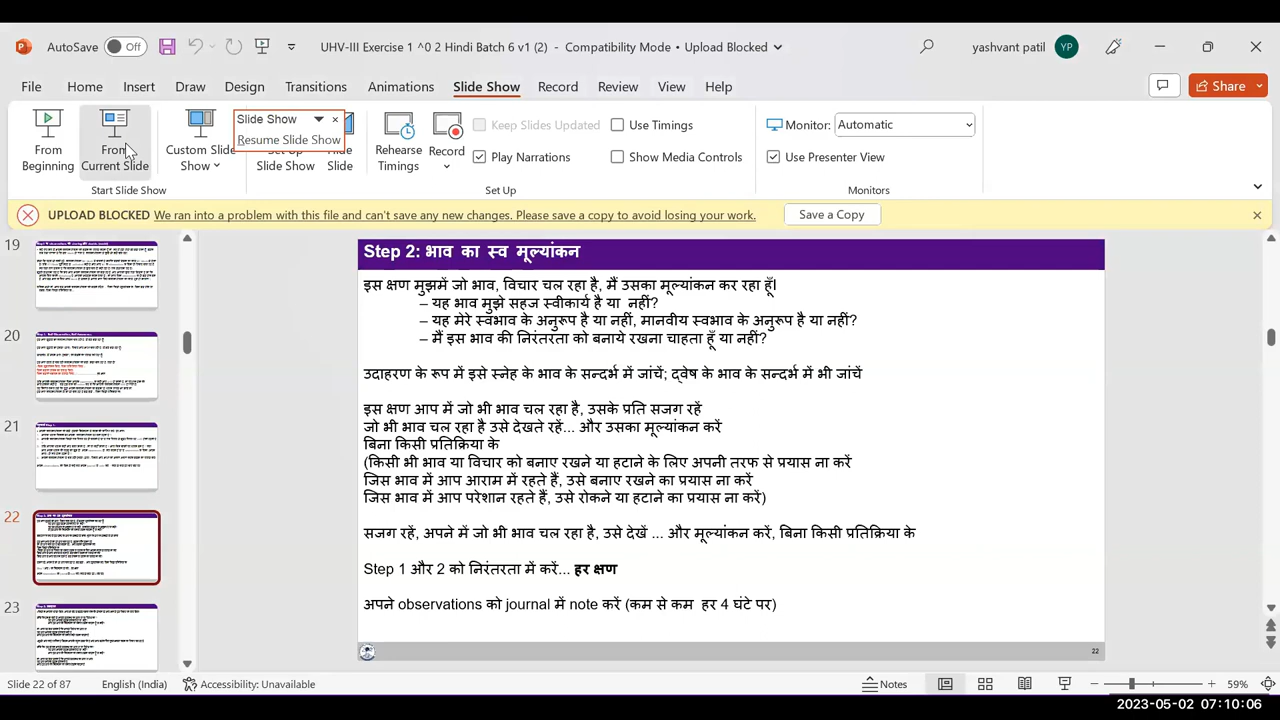 AutoSave Off UHV-III Exercise 1 ^0 2 Hindi Batch 6 v1 (2) - Compatibility Mode • Upload Blocked yashvant patil YP
File Home Insert Draw Design Transitions Animations Slide Show Record Review View Help Share
From Beginning
From Current Slide
Custom Slide Show
Slide Show
Resume Slide Show
Set Up Slide Show
Hide Slide
Rehearse Timings
Record
Keep Slides Updated
Play Narrations
Use Timings
Show Media Controls
Monitor: Automatic
Use Presenter View
Start Slide Show Set Up Monitors
UPLOAD BLOCKED We ran into a problem with this file and can't save any new changes. Please save a copy to avoid losing your work. Save a Copy
19
20
21
22
23
Step 2: भाव का स्व मूल्यांकन
इस क्षण मुझमें जो भाव, विचार चल रहा है, मैं उसका मूल्यांकन कर रहा हूँ।
– यह भाव मुझे सहज स्वीकार्य है या नहीं?
– यह मेरे स्वभाव के अनुरूप है या नहीं, मानवीय स्वभाव के अनुरूप है या नहीं?
– मैं इस भाव की निरंतरता को बनाये रखना चाहता हूँ या नहीं?
उदाहरण के रूप में इसे स्नेह के भाव के सन्दर्भ में जांचें; द्वेष के भाव के सन्दर्भ में भी जांचें
इस क्षण आप में जो भी भाव चल रहा है, उसके प्रति सजग रहें
जो भी भाव चल रहा है उसे देखते रहें... और उसका मूल्यांकन करें
बिना किसी प्रतिक्रिया के
(किसी भी भाव या विचार को बनाए रखने या हटाने के लिए अपनी तरफ से प्रयास ना करें
जिस भाव में आप आराम में रहते हैं, उसे बनाए रखने का प्रयास ना करें
जिस भाव में आप परेशान रहते हैं, उसे रोकने या हटाने का प्रयास ना करें)
सजग रहें, अपने में जो भी भाव चल रहा है, उसे देखें ... और मूल्यांकन करें, बिना किसी प्रतिक्रिया के
Step 1 और 2 को निरंतरता में करें... हर क्षण
अपने observations को journal में note करें (कम से कम हर 4 घंटे पर)
22
Slide 22 of 87 English (India) Accessibility: Unavailable Notes 59%
2023-05-02 07:10:06